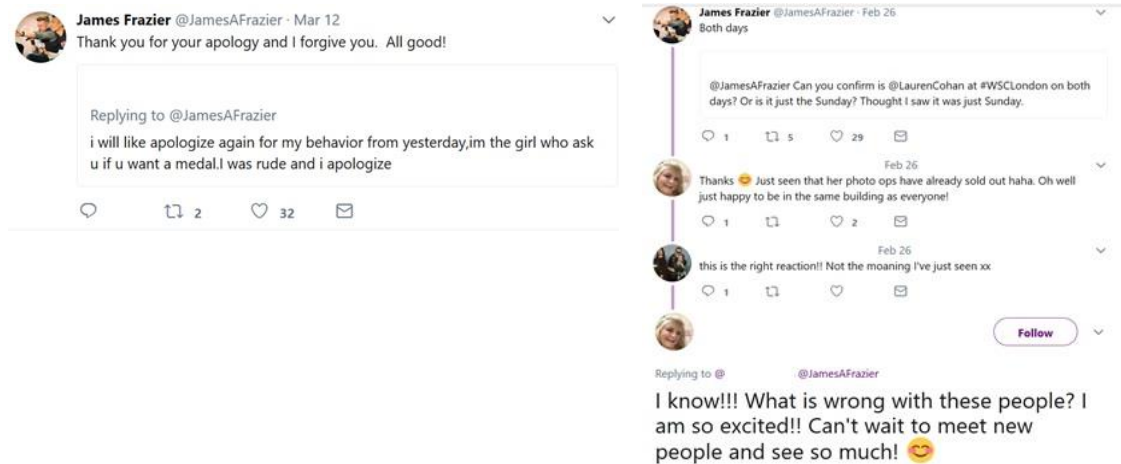 James Frazier @JamesAFrazier · Mar 12
Thank you for your apology and I forgive you. All good!
Replying to @JamesAFrazier
i will like apologize again for my behavior from yesterday,im the girl who ask
u if u want a medal.I was rude and i apologize
2 32
James Frazier @JamesAFrazier · Feb 26
Both days
@JamesAFrazier Can you confirm is @LaurenCohan at #WSCLondon on both
days? Or is it just the Sunday? Thought I saw it was just Sunday.
1 5 29
Feb 26
Thanks 😊 Just seen that her photo ops have already sold out haha. Oh well
just happy to be in the same building as everyone!
1 2
Feb 26
this is the right reaction!! Not the moaning I've just seen xx
1
Follow
Replying to @ @JamesAFrazier
I know!!! What is wrong with these people? I
am so excited!! Can't wait to meet new
people and see so much! 😊